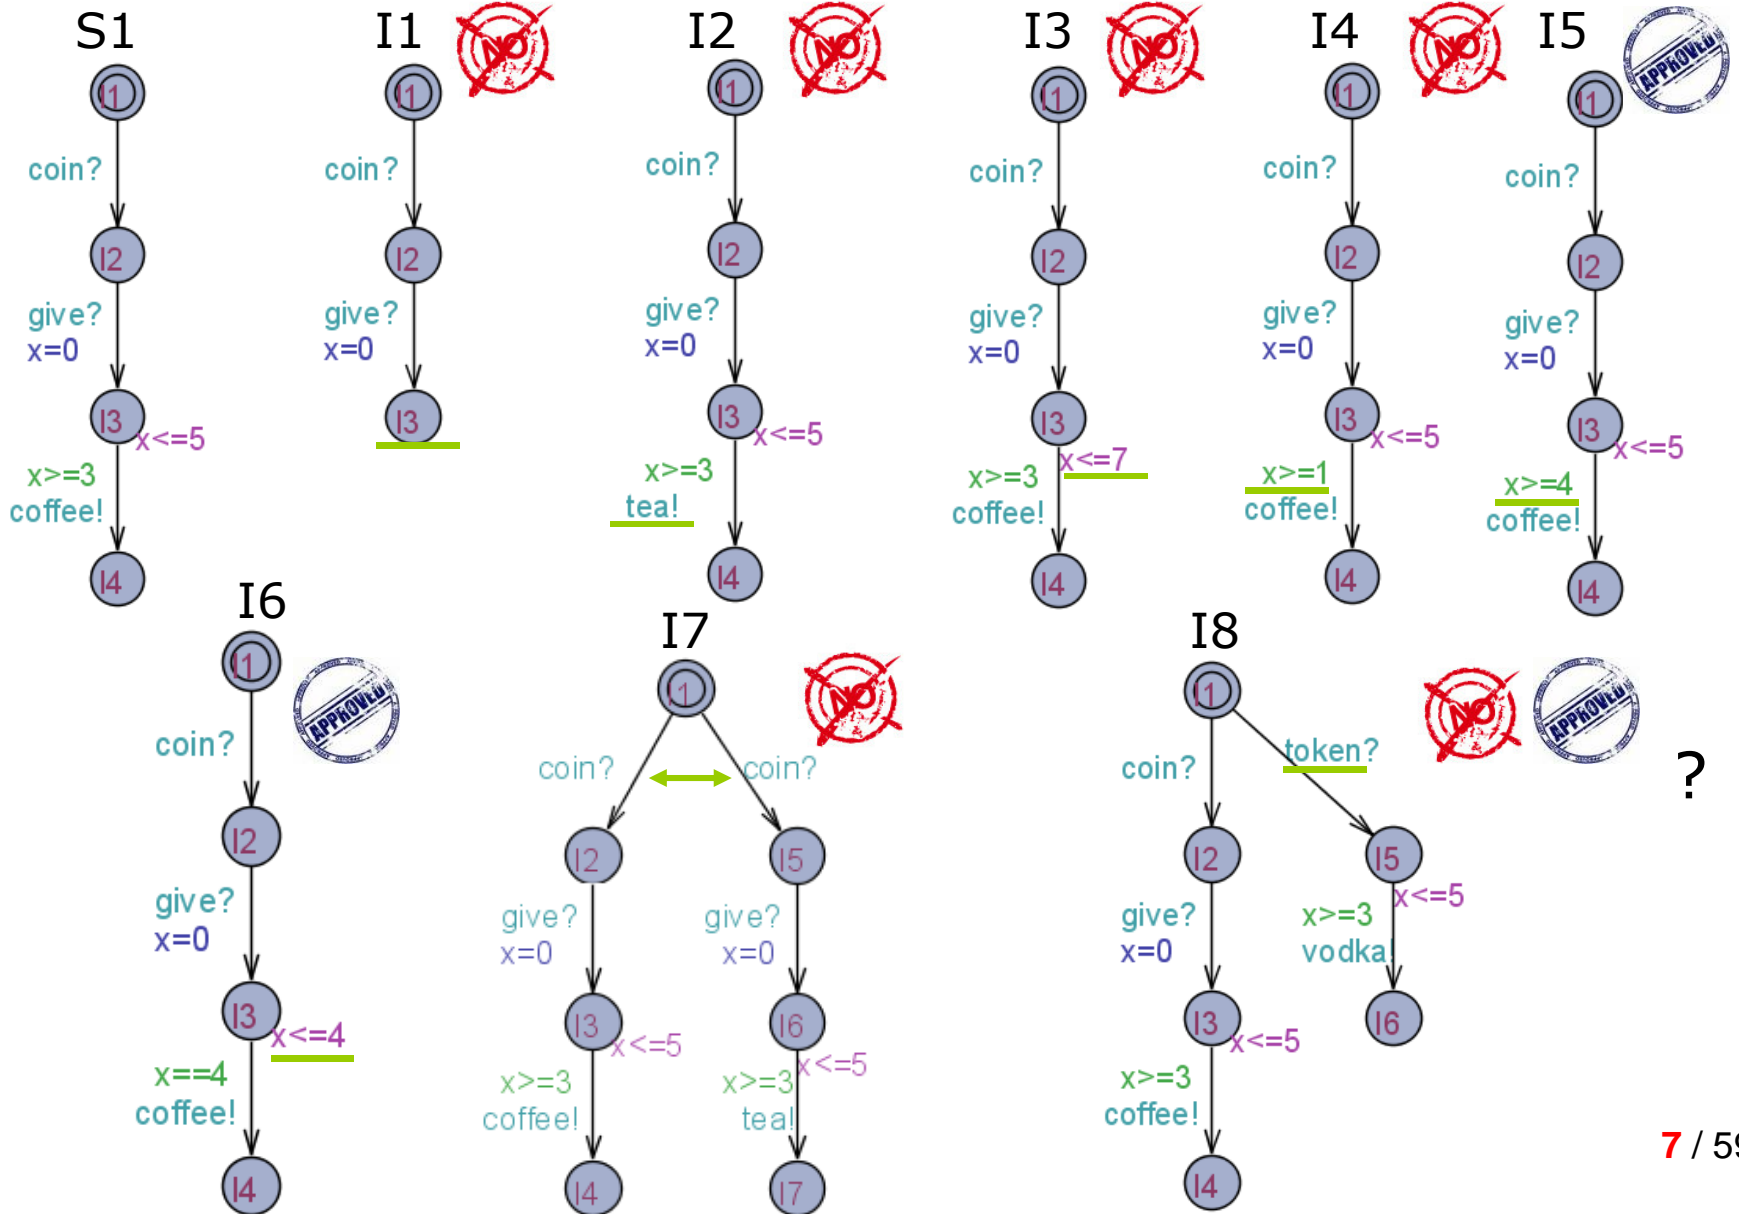 S1
l1
coin?
l2
give?
x=0
l3
x<=5
x>=3
coffee!
l4
I1
NO
l1
coin?
l2
give?
x=0
l3
I2
NO
l1
coin?
l2
give?
x=0
l3
x<=5
x>=3
tea!
l4
I3
NO
l1
coin?
l2
give?
x=0
l3
x<=7
x>=3
coffee!
l4
I4
NO
l1
coin?
l2
give?
x=0
l3
x<=5
x>=1
coffee!
l4
I5
APPROVED
l1
coin?
l2
give?
x=0
l3
x<=5
x>=4
coffee!
l4
I6
APPROVED
l1
coin?
l2
give?
x=0
l3
x<=4
x==4
coffee!
l4
I7
NO
l1
coin? coin?
l2 l5
give? give?
x=0 x=0
l3 l6
x<=5 x<=5
x>=3 x>=3
coffee! tea!
l4 l7
I8
NO APPROVED
?
l1
coin? token?
l2 l5
x<=5
give? x>=3
x=0 vodka!
l3 l6
x<=5
x>=3
coffee!
l4
7 / 59